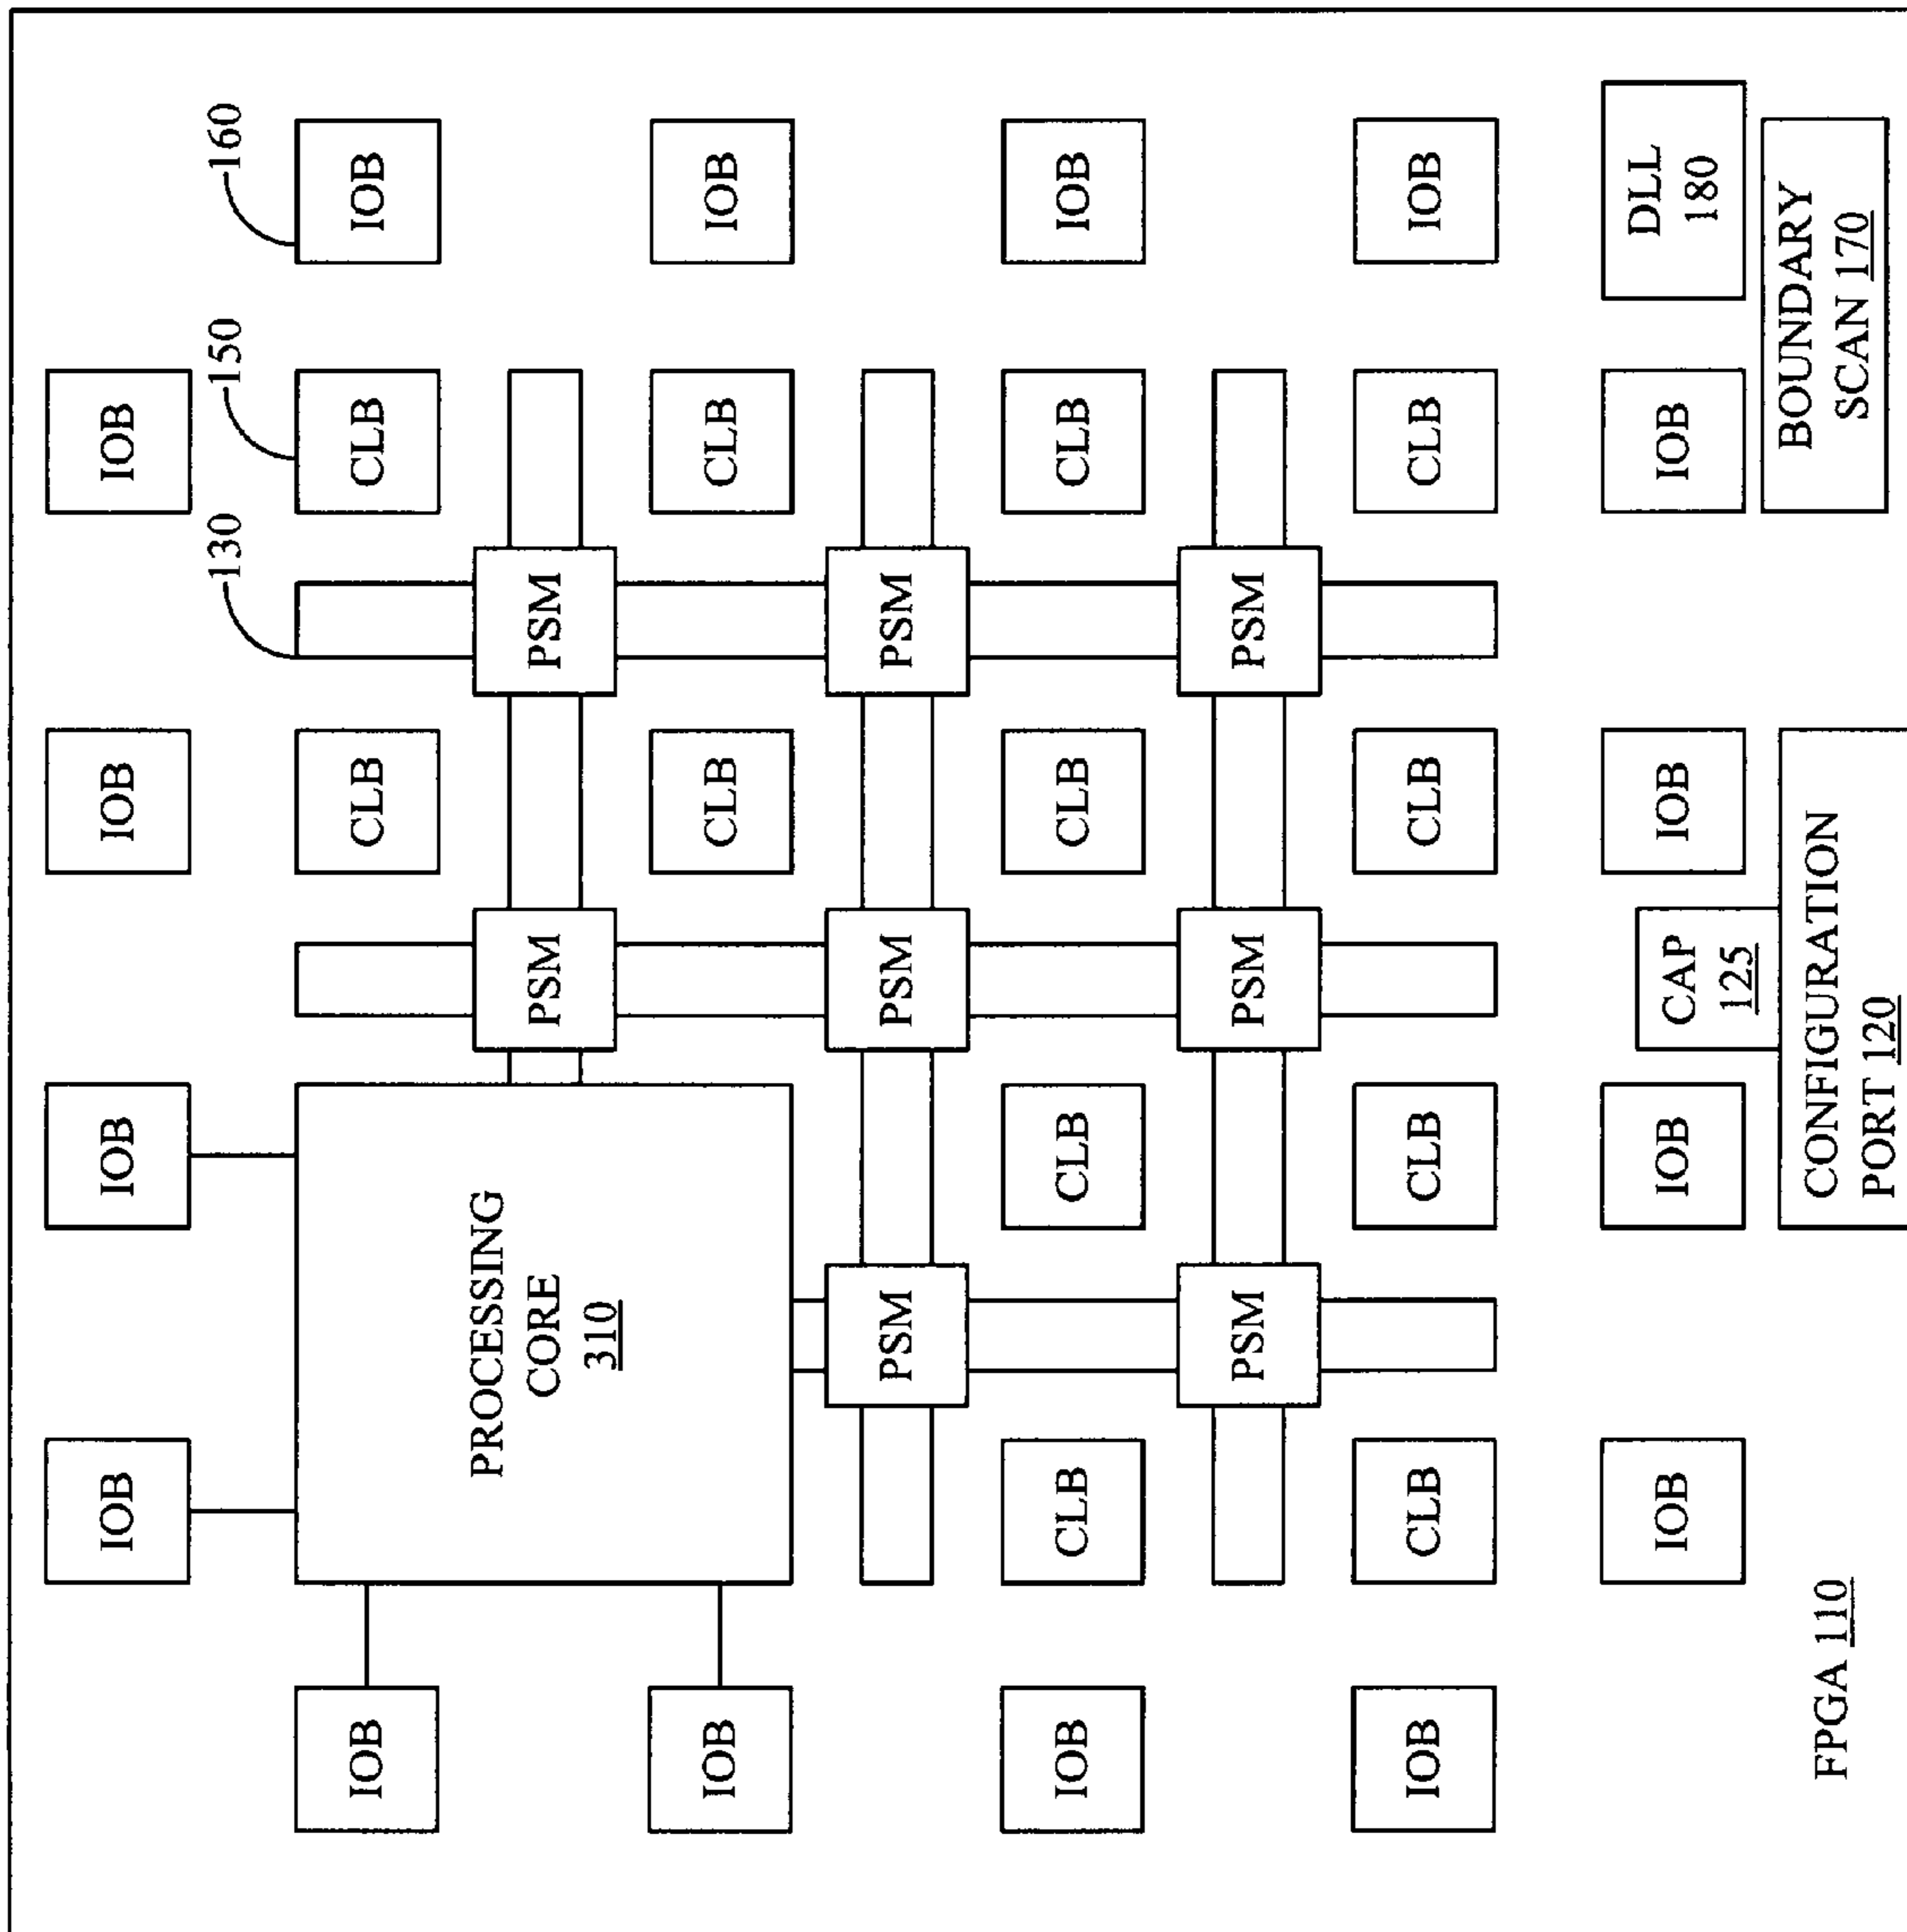 IOB
IOB
IOB
IOB
130
150
160
IOB
CLB
CLB
IOB
PROCESSING
CORE
310
PSM
PSM
IOB
CLB
CLB
IOB
PSM
PSM
PSM
IOB
CLB
CLB
CLB
CLB
IOB
PSM
PSM
PSM
IOB
CLB
CLB
CLB
CLB
IOB
IOB
IOB
CAP
125
IOB
IOB
DLL
180
FPGA 110
CONFIGURATION
PORT 120
BOUNDARY
SCAN 170